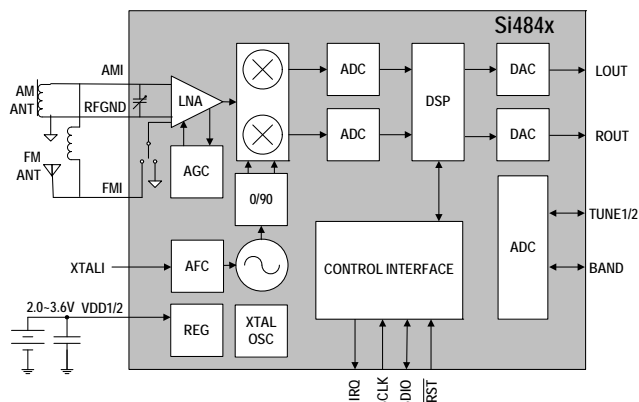 Si484x
AMI
AM
ANT
RFGND
LNA
ADC
DSP
DAC
LOUT
ADC
DAC
ROUT
FM
ANT
FMI
AGC
0/90
ADC
TUNE1/2
BAND
XTALI
AFC
CONTROL INTERFACE
2.0~3.6V
VDD1/2
REG
XTAL
OSC
IRQ
CLK
DIO
RST